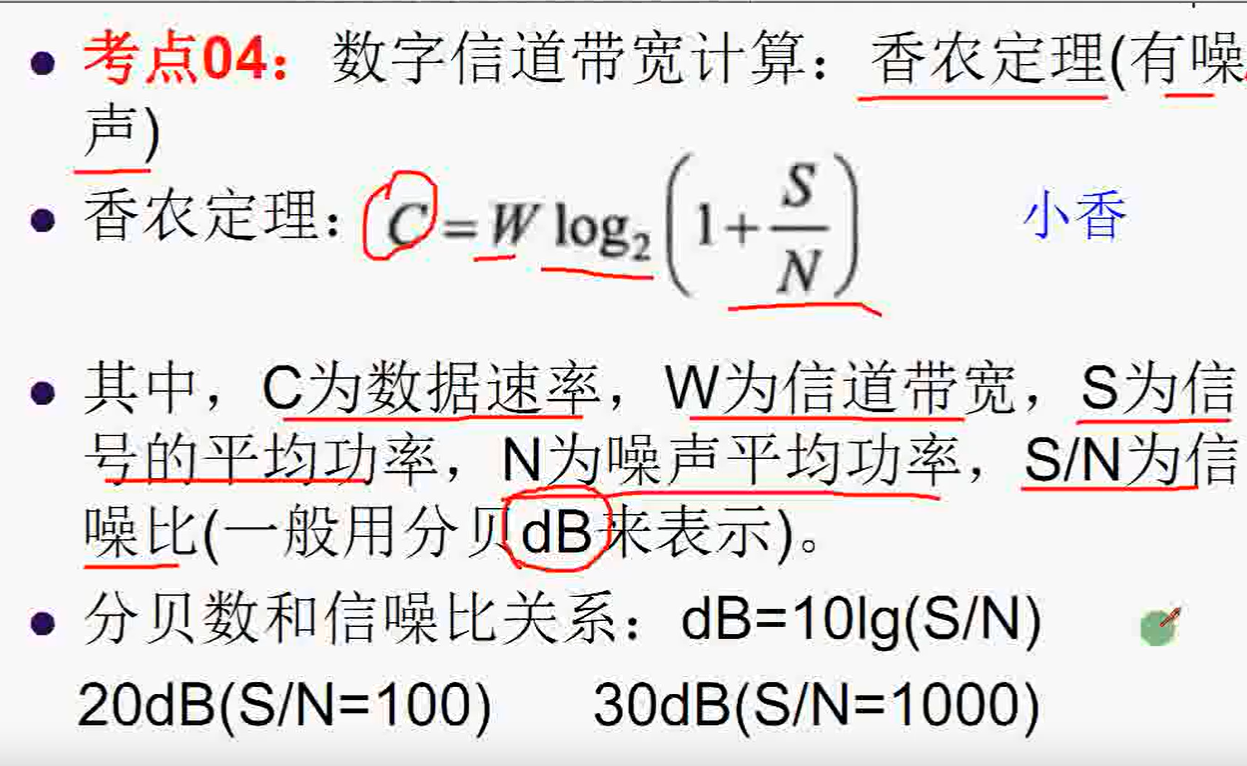 考点04：数字信道带宽计算：香农定理(有噪
声)
香农定理：C=W log₂(1+S/N) 小香
其中，C为数据速率，W为信道带宽，S为信
号的平均功率，N为噪声平均功率，S/N为信
噪比(一般用分贝dB来表示)。
分贝数和信噪比关系：dB=10lg(S/N)
20dB(S/N=100) 30dB(S/N=1000)